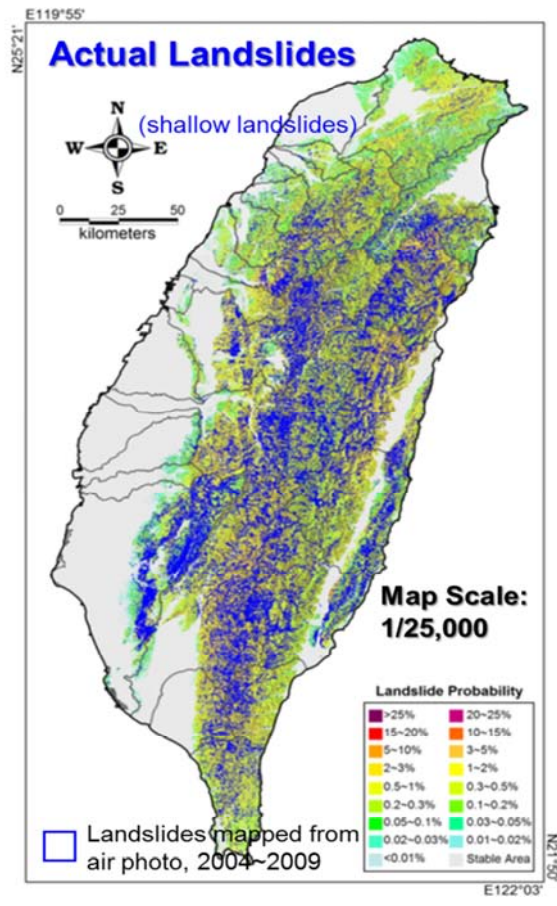 E119°55'
N25°21'
Actual Landslides
(shallow landslides)
N
W E
S
0 25 50
kilometers
Map Scale:
1/25,000
Landslide Probability
>25% 20~25%
15~20% 10~15%
5~10% 3~5%
2~3% 1~2%
0.5~1% 0.3~0.5%
0.2~0.3% 0.1~0.2%
0.05~0.1% 0.03~0.05%
0.02~0.03% 0.01~0.02%
<0.01% Stable Area
Landslides mapped from
air photo, 2004~2009
N21°50'
E122°03'